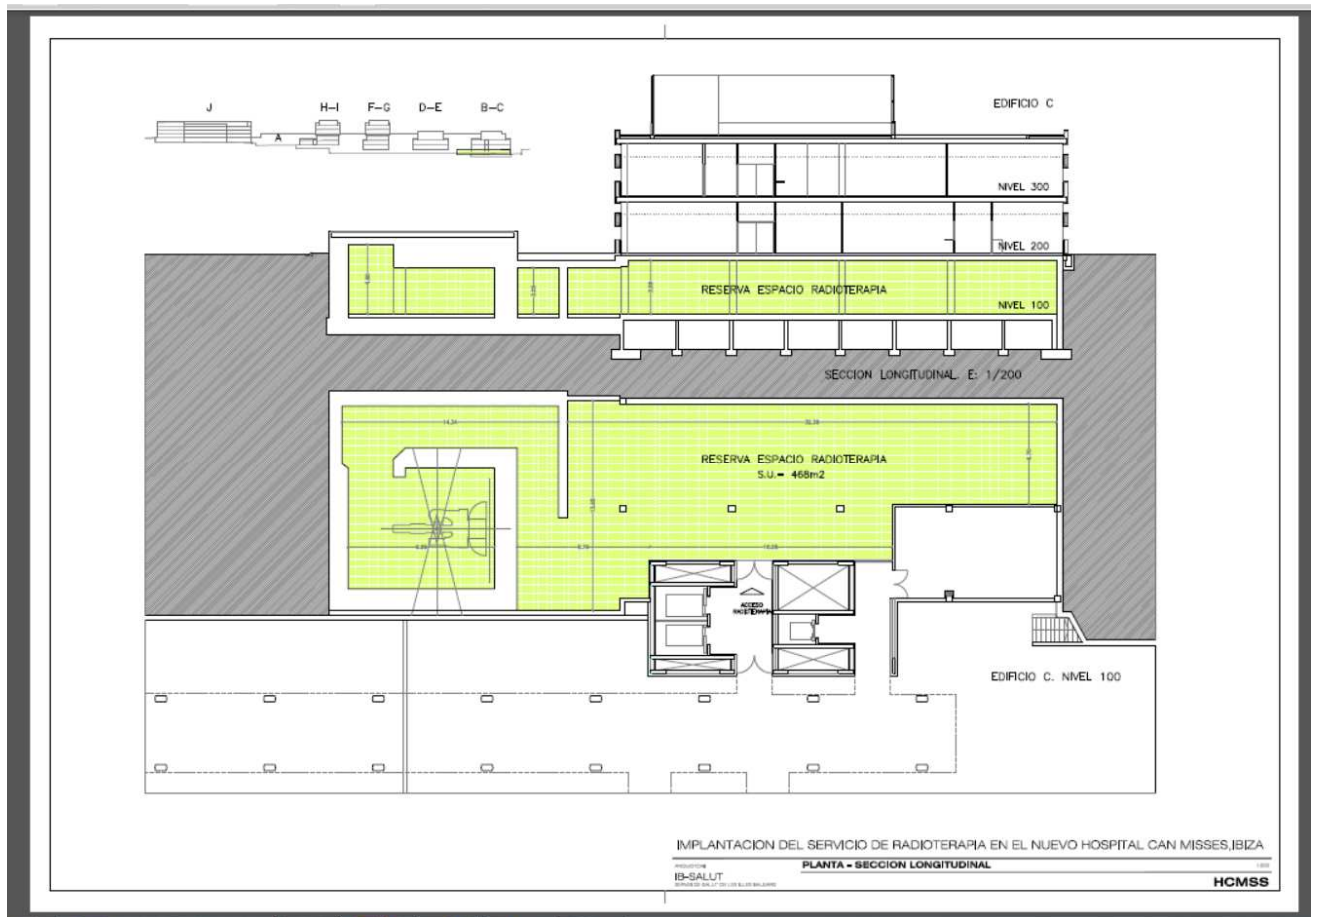 J
H-I
F-G
D-E
B-C
A
EDIFICIO C
NIVEL 300
NIVEL 200
RESERVA ESPACIO RADIOTERAPIA
NIVEL 100
SECCION LONGITUDINAL. E: 1/200
RESERVA ESPACIO RADIOTERAPIA
S.U.= 468m2
ACCESO
RADIOTERAPIA
EDIFICIO C. NIVEL 100
IMPLANTACION DEL SERVICIO DE RADIOTERAPIA EN EL NUEVO HOSPITAL CAN MISSES,IBIZA
PLANTA - SECCION LONGITUDINAL
IB-SALUT
HCMSS